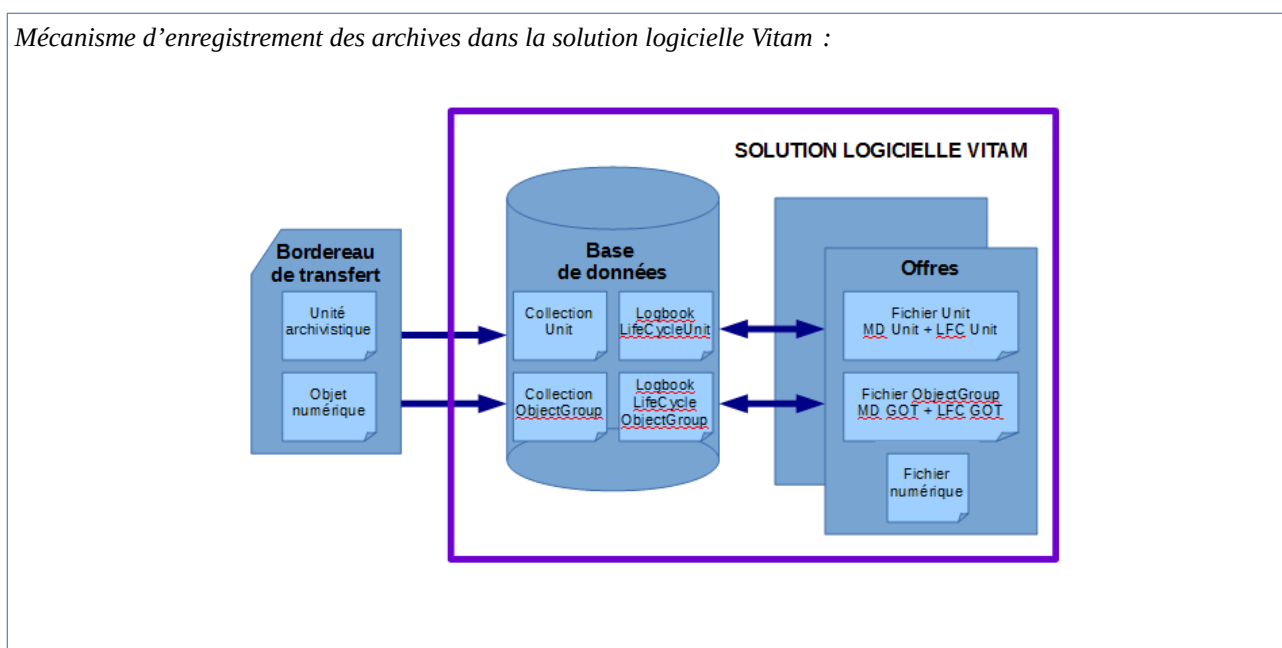 Mécanisme d’enregistrement des archives dans la solution logicielle Vitam :
SOLUTION LOGICIELLE VITAM
Bordereau
de transfert
Unité
archivistique
Objet
numérique
Base
de données
Collection
Unit
Logbook
LifeCycleUnit
Collection
ObjectGroup
Logbook
LifeCycle
ObjectGroup
Offres
Fichier Unit
MD Unit + LFC Unit
Fichier ObjectGroup
MD GOT + LFC GOT
Fichier
numérique